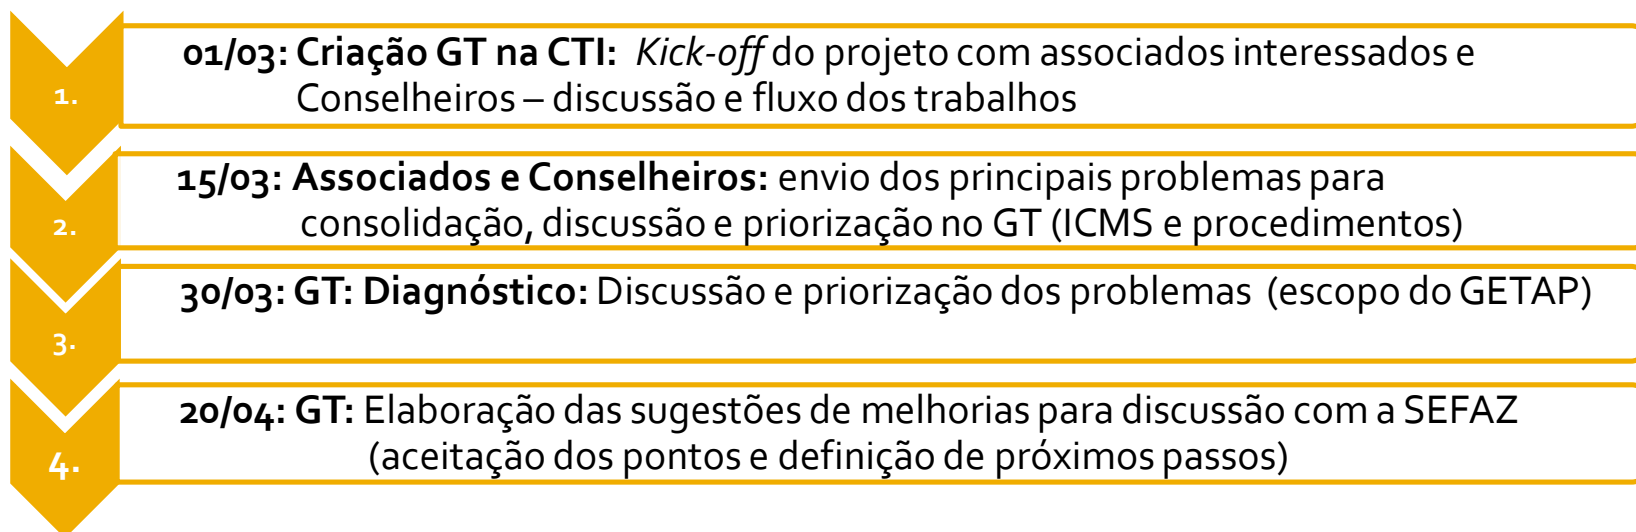 1.
01/03: Criação GT na CTI: Kick-off do projeto com associados interessados e
Conselheiros – discussão e fluxo dos trabalhos
2.
15/03: Associados e Conselheiros: envio dos principais problemas para
consolidação, discussão e priorização no GT (ICMS e procedimentos)
3.
30/03: GT: Diagnóstico: Discussão e priorização dos problemas (escopo do GETAP)
4.
20/04: GT: Elaboração das sugestões de melhorias para discussão com a SEFAZ
(aceitação dos pontos e definição de próximos passos)